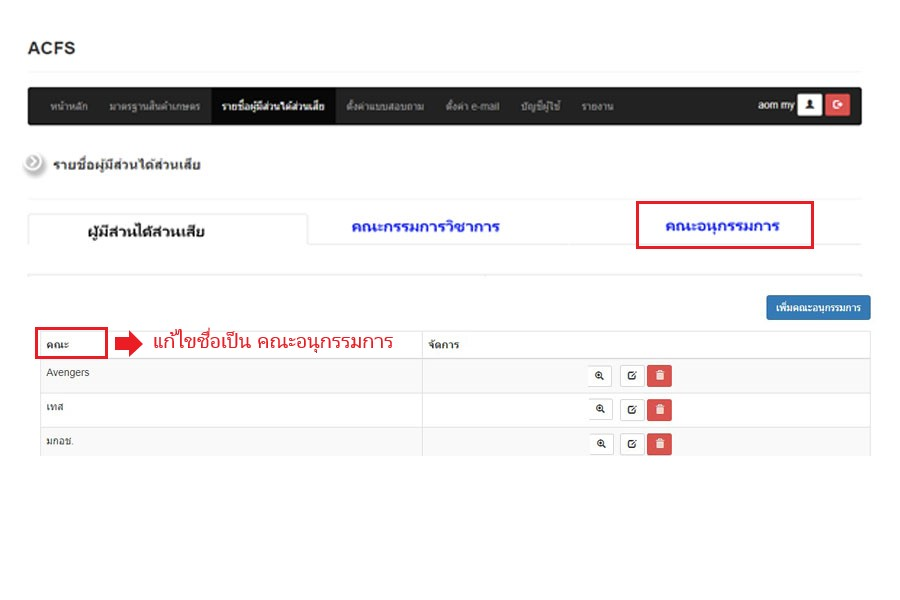 ACFS
หน้าหลัก มาตรฐานสินค้าเกษตร รายชื่อผู้มีส่วนได้ส่วนเสีย ตั้งค่าแบบสอบถาม ตั้งค่า e-mail บัญชีผู้ใช้ รายงาน aom my
รายชื่อผู้มีส่วนได้ส่วนเสีย
ผู้มีส่วนได้ส่วนเสีย คณะกรรมการวิชาการ คณะอนุกรรมการ
เพิ่มคณะอนุกรรมการ
คณะ แก้ไขชื่อเป็น คณะอนุกรรมการ จัดการ
Avengers
เทส
มกอช.